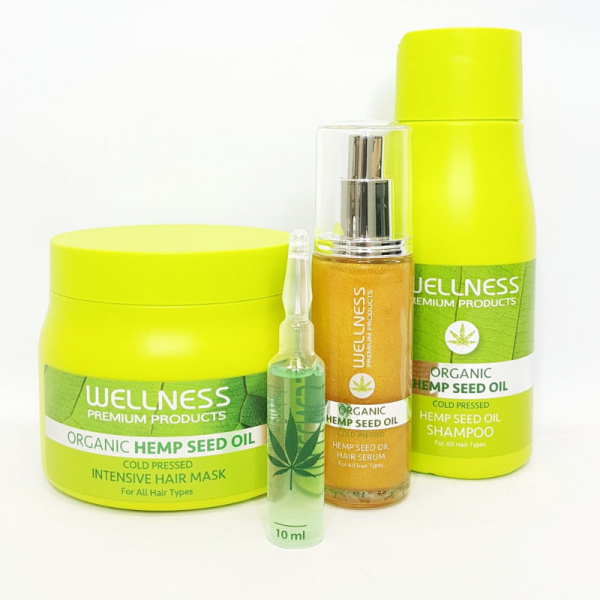 WELLNESS
PREMIUM PRODUCTS
ORGANIC HEMP SEED OIL
COLD PRESSED
INTENSIVE HAIR MASK
For All Hair Types
10 ml
WELLNESS
PREMIUM PRODUCTS
ORGANIC
HEMP SEED OIL
COLD PRESSED
HEMP SEED OIL
HAIR SERUM
For All Hair Types
WELLNESS
PREMIUM PRODUCTS
ORGANIC
HEMP SEED OIL
COLD PRESSED
HEMP SEED OIL
SHAMPOO
For All Hair Types